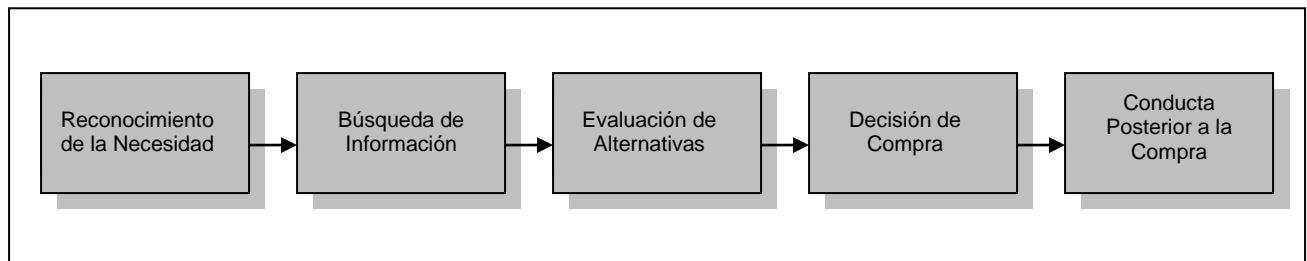 Reconocimiento
de la Necesidad
Búsqueda de
Información
Evaluación de
Alternativas
Decisión de
Compra
Conducta
Posterior a la
Compra